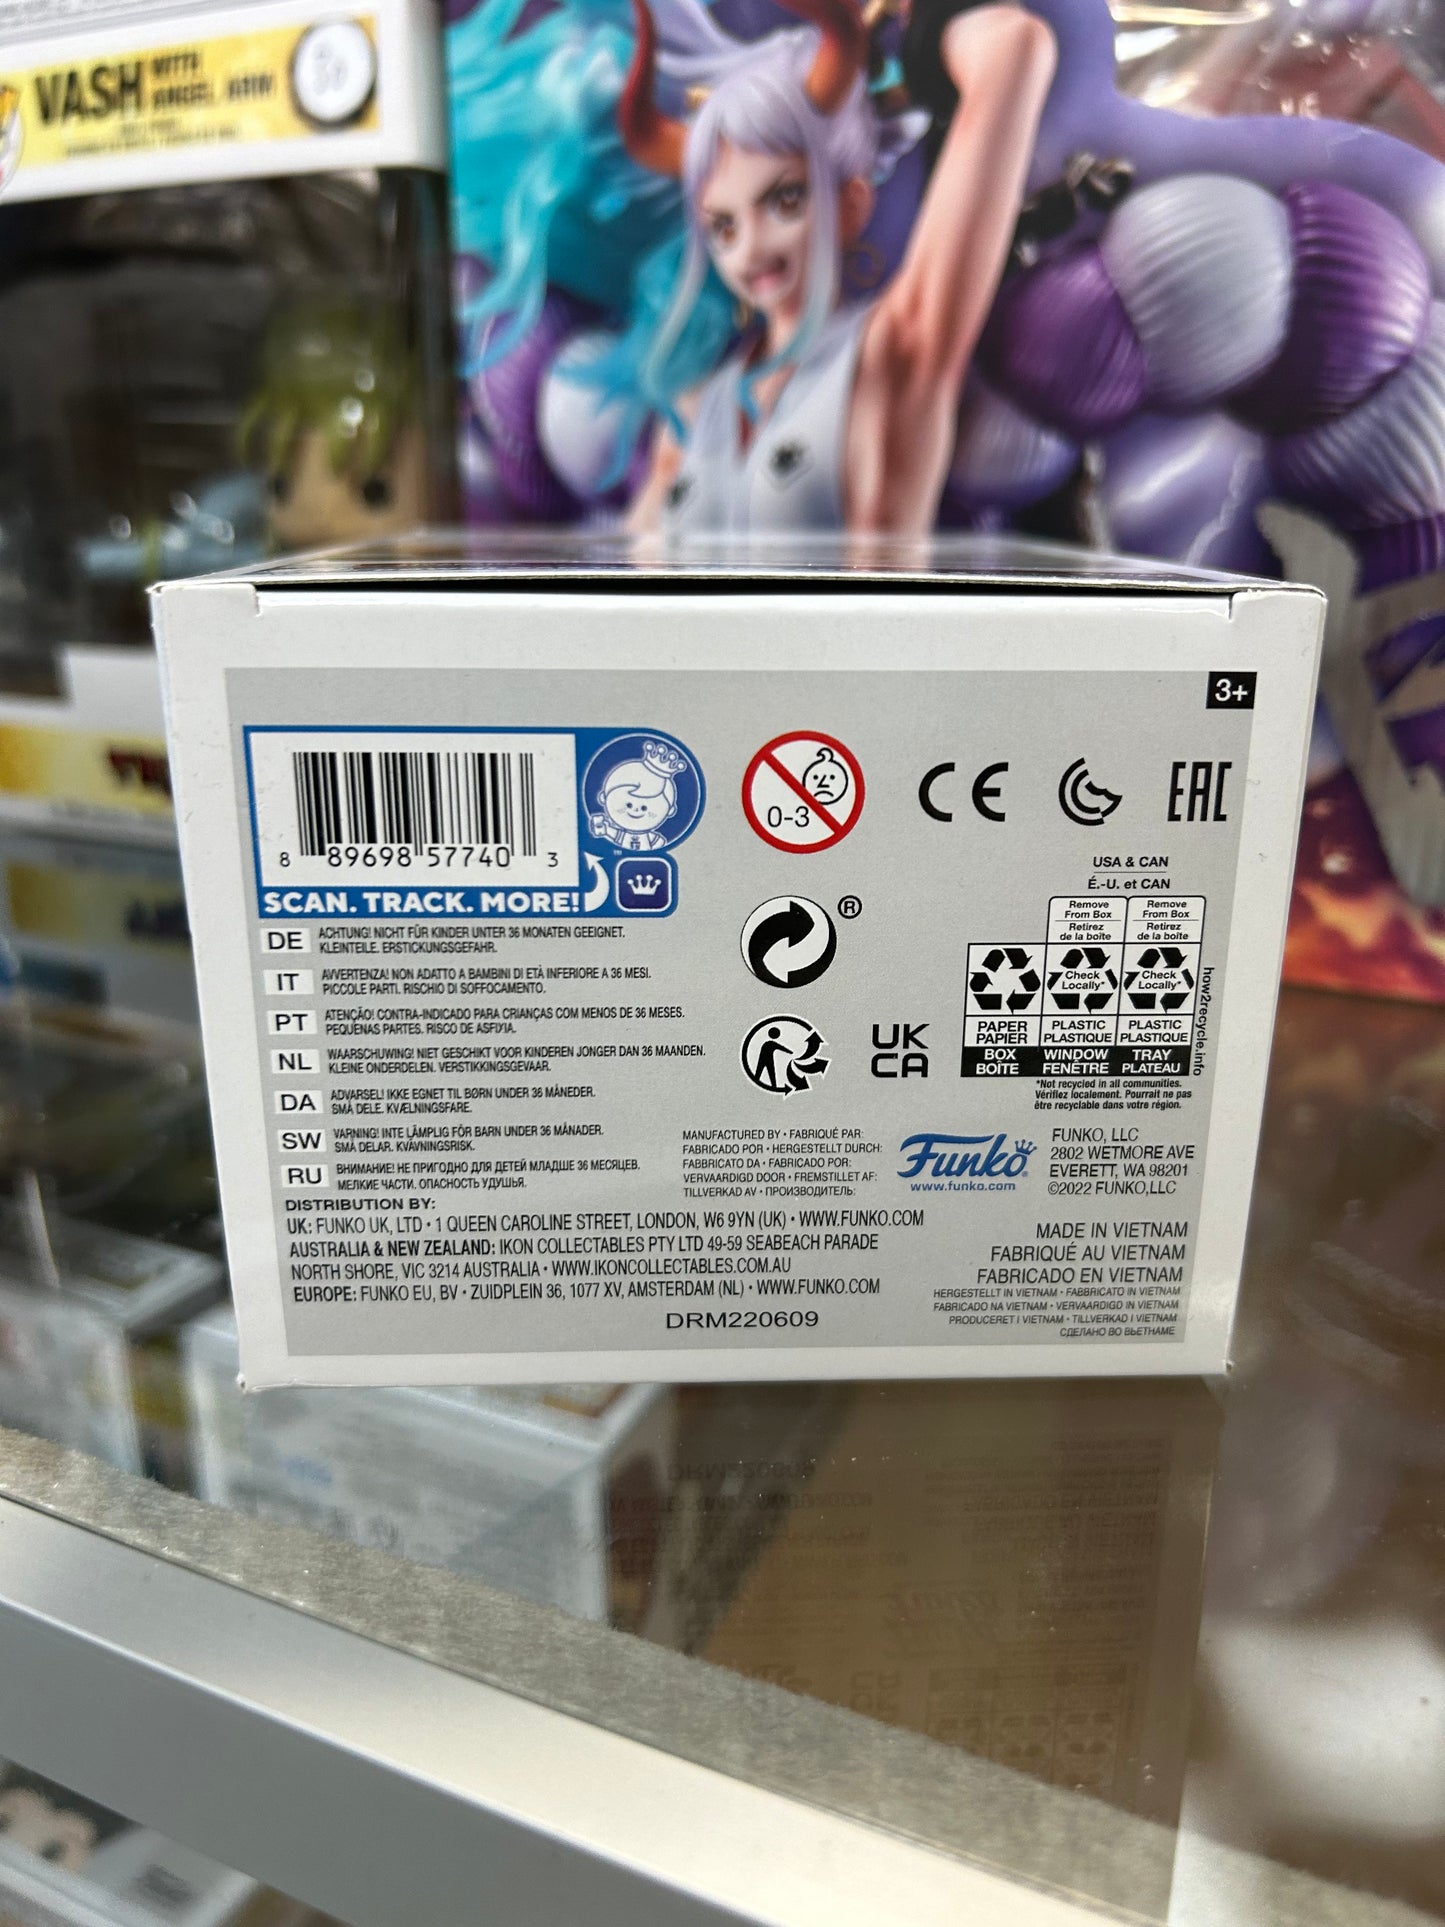 VASH WITH
ANGEL ARM
3+
8 89698 57740 3
SCAN. TRACK. MORE!
™
0-3
CE
EAC
DE ACHTUNG! NICHT FÜR KINDER UNTER 36 MONATEN GEEIGNET.
KLEINTEILE. ERSTICKUNGSGEFAHR.
IT AVVERTENZA! NON ADATTO A BAMBINI DI ETÀ INFERIORE A 36 MESI.
PICCOLE PARTI. RISCHIO DI SOFFOCAMENTO.
PT ATENÇÃO! CONTRA-INDICADO PARA CRIANÇAS COM MENOS DE 36 MESES.
PEQUENAS PARTES. RISCO DE ASFIXIA.
NL WAARSCHUWING! NIET GESCHIKT VOOR KINDEREN JONGER DAN 36 MAANDEN.
KLEINE ONDERDELEN. VERSTIKKINGSGEVAAR.
DA ADVARSEL! IKKE EGNET TIL BØRN UNDER 36 MÅNEDER.
SMÅ DELE. KVÆLNINGSFARE.
SW VARNING! INTE LÄMPLIG FÖR BARN UNDER 36 MÅNADER.
SMÅ DELAR. KVÄVNINGSRISK.
RU ВНИМАНИЕ! НЕ ПРИГОДНО ДЛЯ ДЕТЕЙ МЛАДШЕ 36 МЕСЯЦЕВ.
МЕЛКИЕ ЧАСТИ. ОПАСНОСТЬ УДУШЬЯ.
®
UK
CA
USA & CAN
É.-U. et CAN
Remove
From Box
Retirez
de la boîte
Remove
From Box
Retirez
de la boîte
Check
Locally*
Check
Locally*
PAPER
PAPIER
PLASTIC
PLASTIQUE
PLASTIC
PLASTIQUE
BOX
BOÎTE
WINDOW
FENÊTRE
TRAY
PLATEAU
how2recycle.info
*Not recycled in all communities.
Vérifiez localement. Pourrait ne pas
être recyclable dans votre région.
MANUFACTURED BY • FABRIQUÉ PAR:
FABRICADO POR • HERGESTELLT DURCH:
FABBRICATO DA • FABRICADO POR:
VERVAARDIGD DOOR • FREMSTILLET AF:
TILLVERKAD AV • ПРОИЗВОДИТЕЛЬ:
Funko®
www.funko.com
FUNKO, LLC
2802 WETMORE AVE
EVERETT, WA 98201
©2022 FUNKO,LLC
DISTRIBUTION BY:
UK: FUNKO UK, LTD • 1 QUEEN CAROLINE STREET, LONDON, W6 9YN (UK) • WWW.FUNKO.COM
AUSTRALIA & NEW ZEALAND: IKON COLLECTABLES PTY LTD 49-59 SEABEACH PARADE
NORTH SHORE, VIC 3214 AUSTRALIA • WWW.IKONCOLLECTABLES.COM.AU
EUROPE: FUNKO EU, BV • ZUIDPLEIN 36, 1077 XV, AMSTERDAM (NL) • WWW.FUNKO.COM
DRM220609
MADE IN VIETNAM
FABRIQUÉ AU VIETNAM
FABRICADO EN VIETNAM
HERGESTELLT IN VIETNAM • FABBRICATO IN VIETNAM
FABRICADO NA VIETNAM • VERVAARDIGD IN VIETNAM
PRODUCERET I VIETNAM • TILLVERKAD I VIETNAM
СДЕЛАНО ВО ВЬЕТНАМЕ